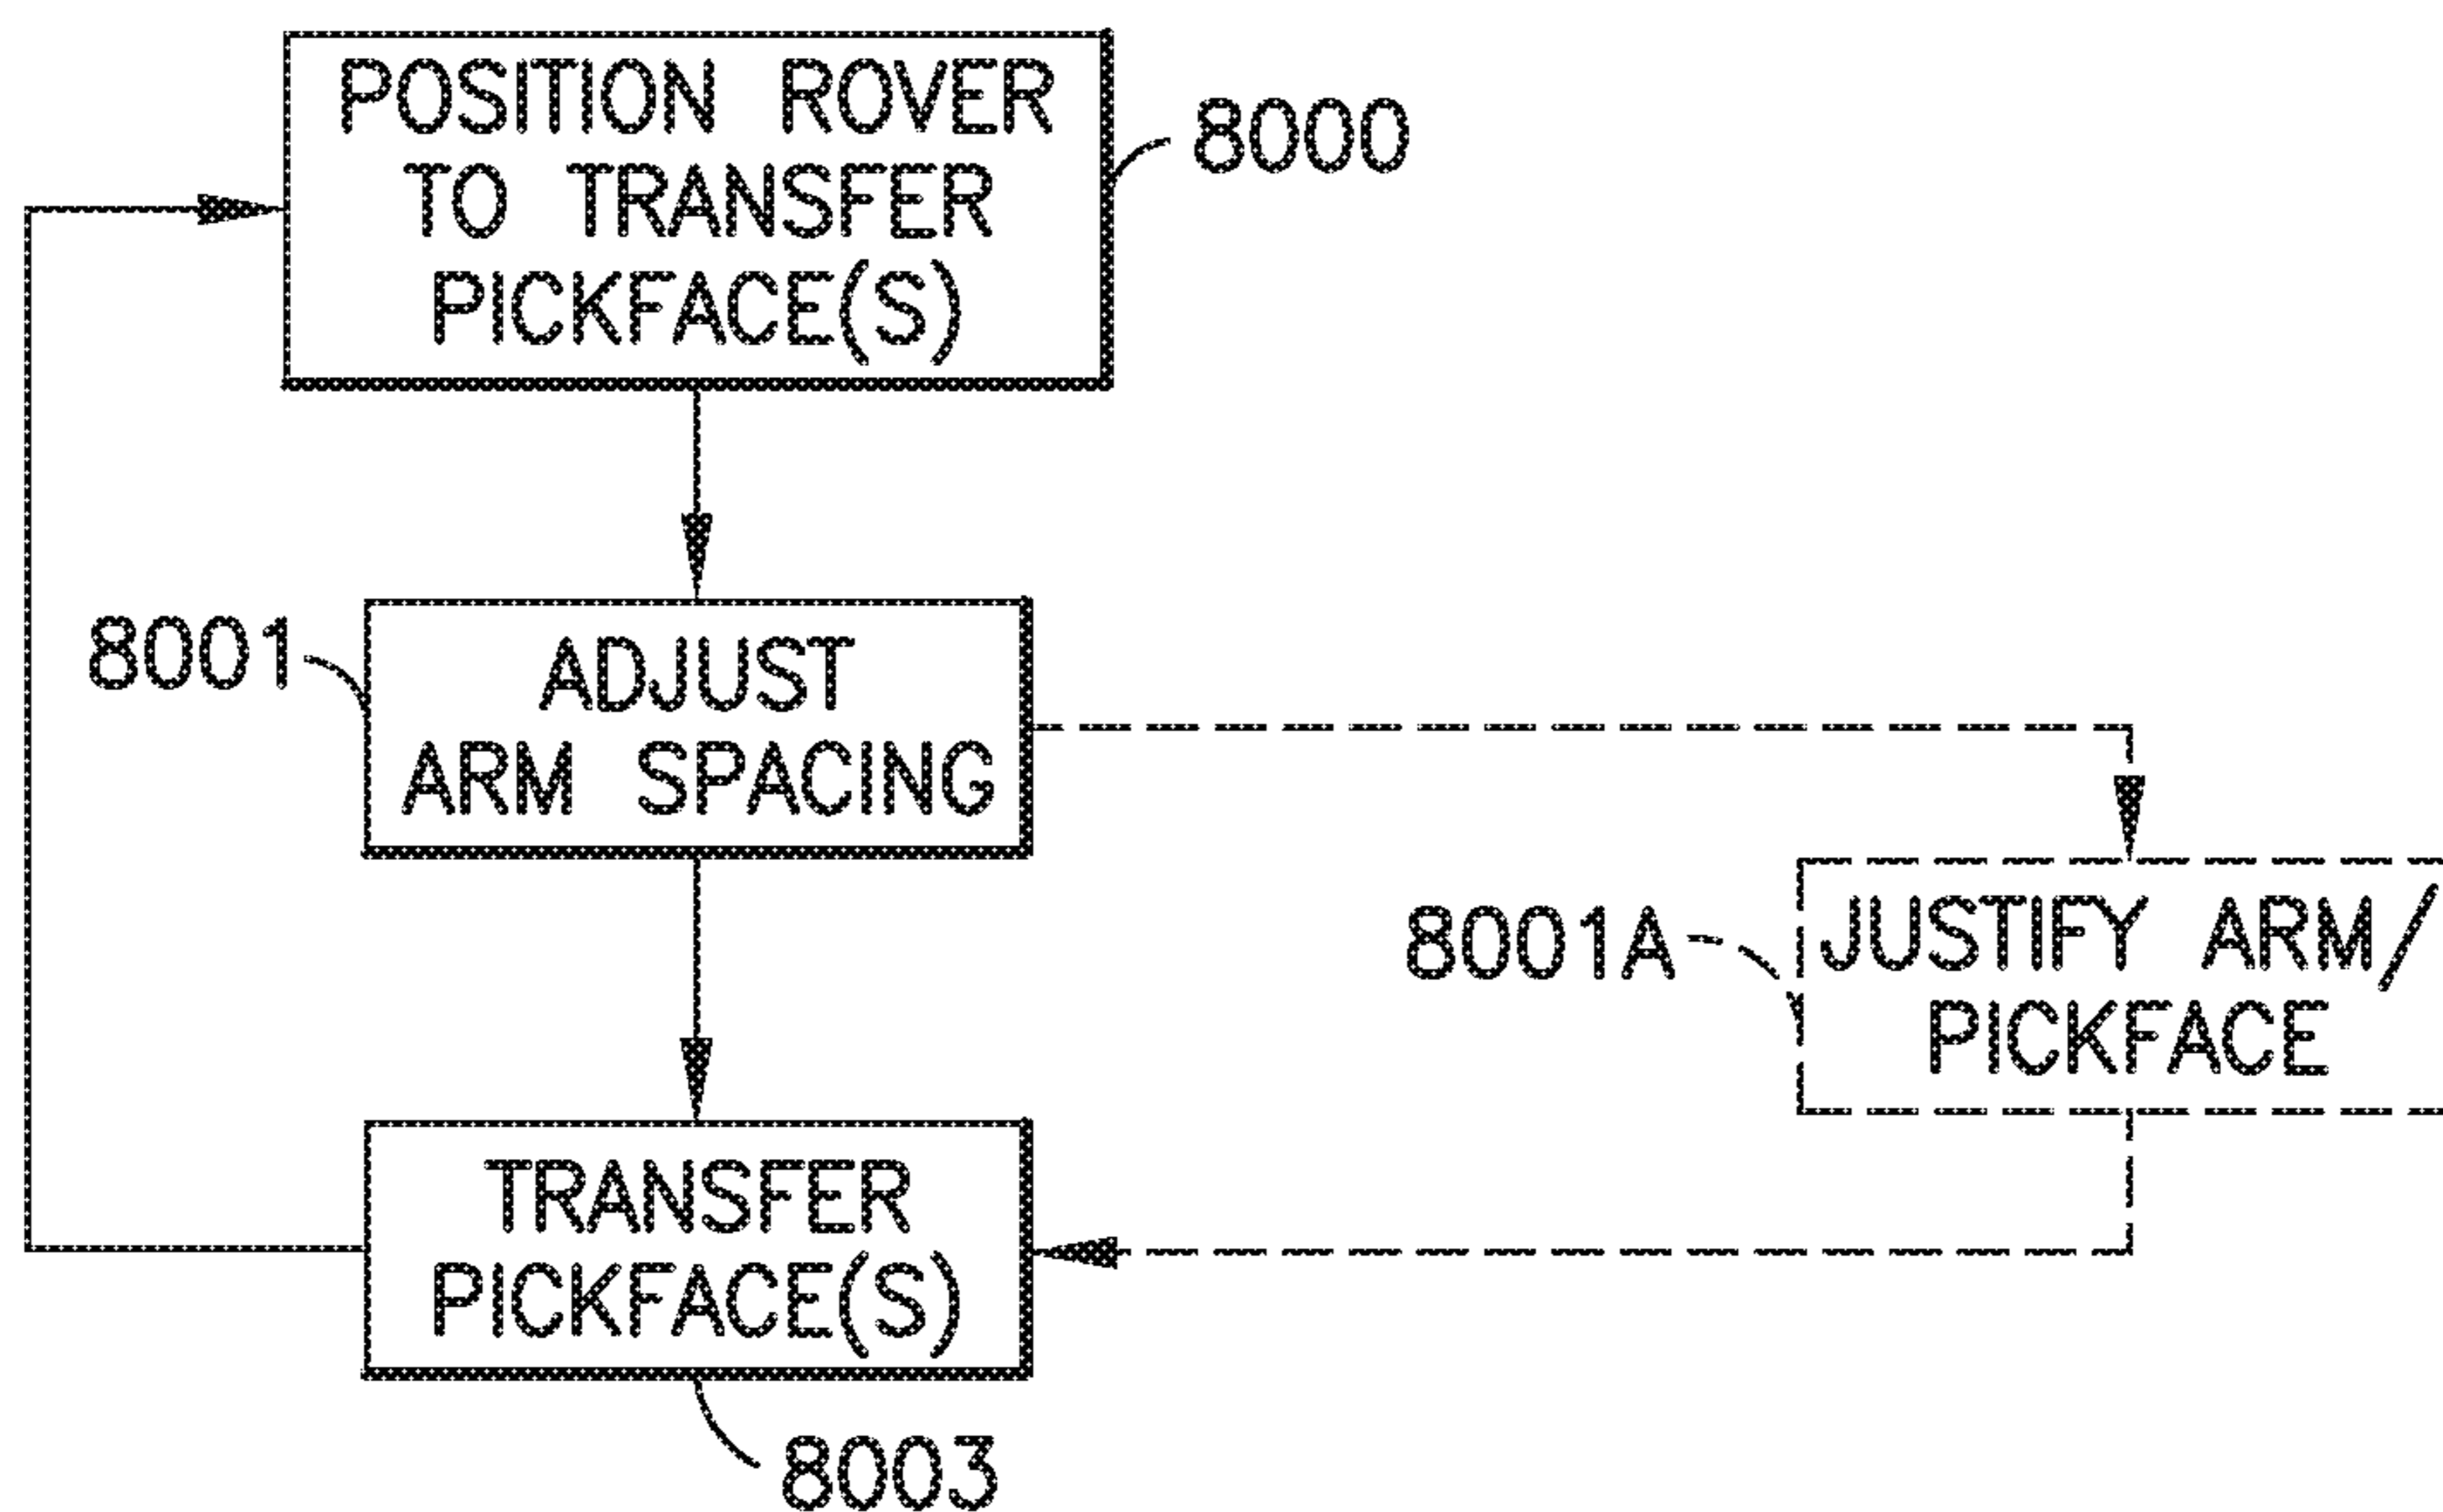 POSITION ROVER
TO TRANSFER
PICKFACE(S)
8000
8001
ADJUST
ARM SPACING
8001A
JUSTIFY ARM/
PICKFACE
TRANSFER
PICKFACE(S)
8003